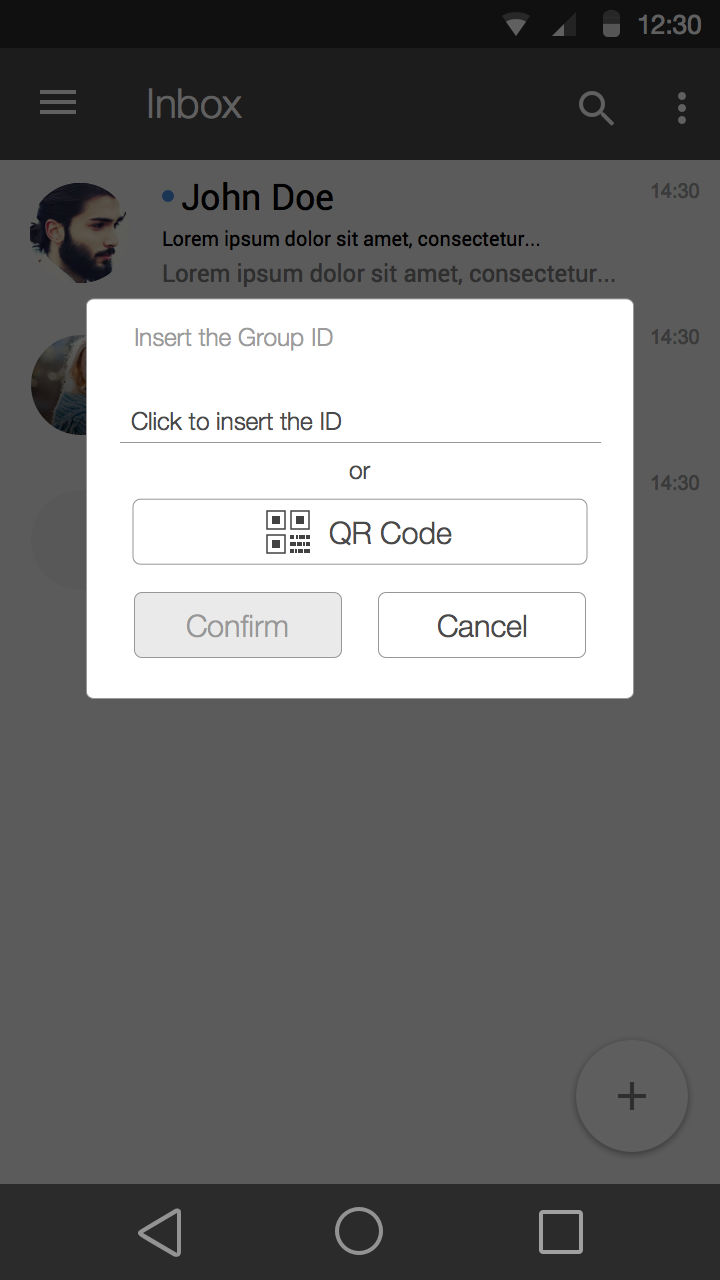 12:30
Inbox
John Doe
14:30
Lorem ipsum dolor sit amet, consectetur...
Lorem ipsum dolor sit amet, consectetur...
14:30
14:30
Insert the Group ID
Click to insert the ID
or
QR Code
Confirm
Cancel